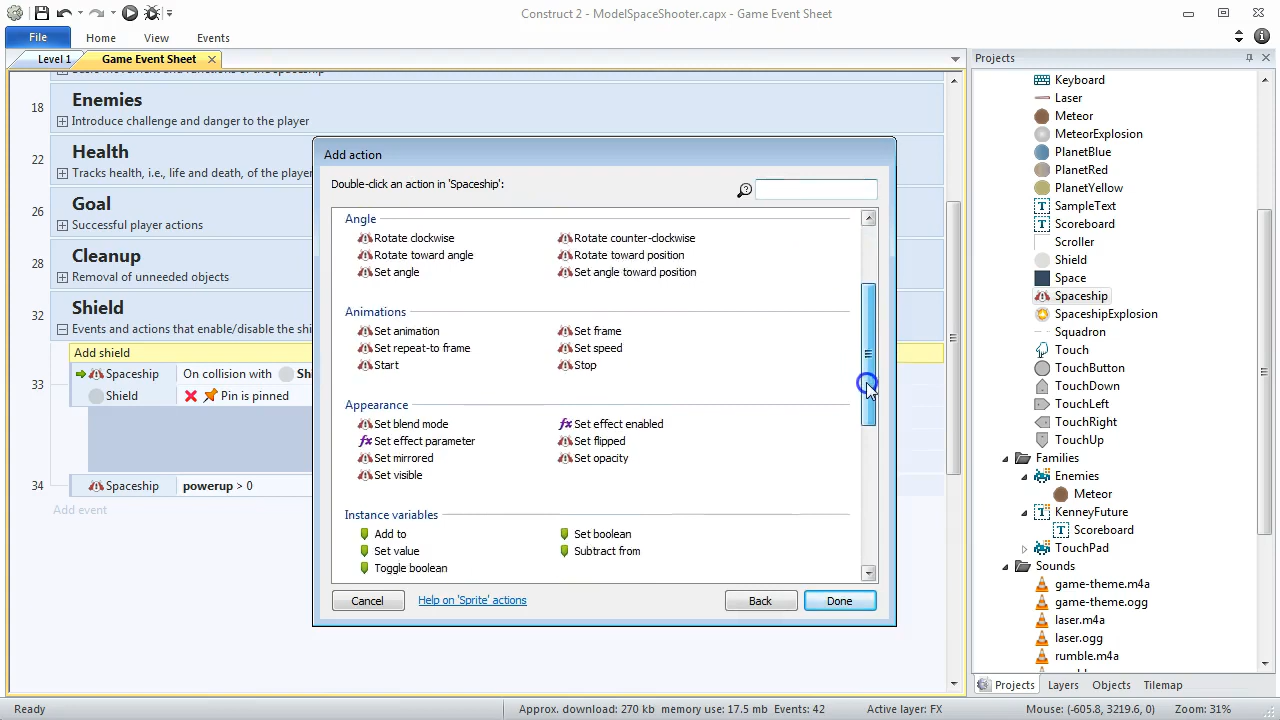 Construct 2 - ModelSpaceShooter.capx - Game Event Sheet
File Home View Events
Level 1 Game Event Sheet
Projects
Basic movement and functions of the Spaceship
18 Enemies
Introduce challenge and danger to the player
22 Health
Tracks health, i.e., life and death, of the player
26 Goal
Successful player actions
28 Cleanup
Removal of unneeded objects
32 Shield
Events and actions that enable/disable the shi
Add shield
33 Spaceship On collision with Sh
Shield Pin is pinned
34 Spaceship powerup > 0
Add event
Add action
Double-click an action in 'Spaceship':
Angle
Rotate clockwise Rotate counter-clockwise
Rotate toward angle Rotate toward position
Set angle Set angle toward position
Animations
Set animation Set frame
Set repeat-to frame Set speed
Start Stop
Appearance
Set blend mode fx Set effect enabled
fx Set effect parameter Set flipped
Set mirrored Set opacity
Set visible
Instance variables
Add to Set boolean
Set value Subtract from
Toggle boolean
Cancel Help on 'Sprite' actions Back Done
Keyboard
Laser
Meteor
MeteorExplosion
PlanetBlue
PlanetRed
PlanetYellow
T SampleText
T Scoreboard
Scroller
Shield
Space
Spaceship
SpaceshipExplosion
Squadron
Touch
TouchButton
TouchDown
TouchLeft
TouchRight
TouchUp
Families
Enemies
Meteor
T KenneyFuture
T Scoreboard
TouchPad
Sounds
game-theme.m4a
game-theme.ogg
laser.m4a
laser.ogg
rumble.m4a
Projects Layers Objects Tilemap
Ready Approx. download: 270 kb memory use: 17.5 mb Events: 42 Active layer: FX Mouse: (-605.8, 3219.6, 0) Zoom: 31%